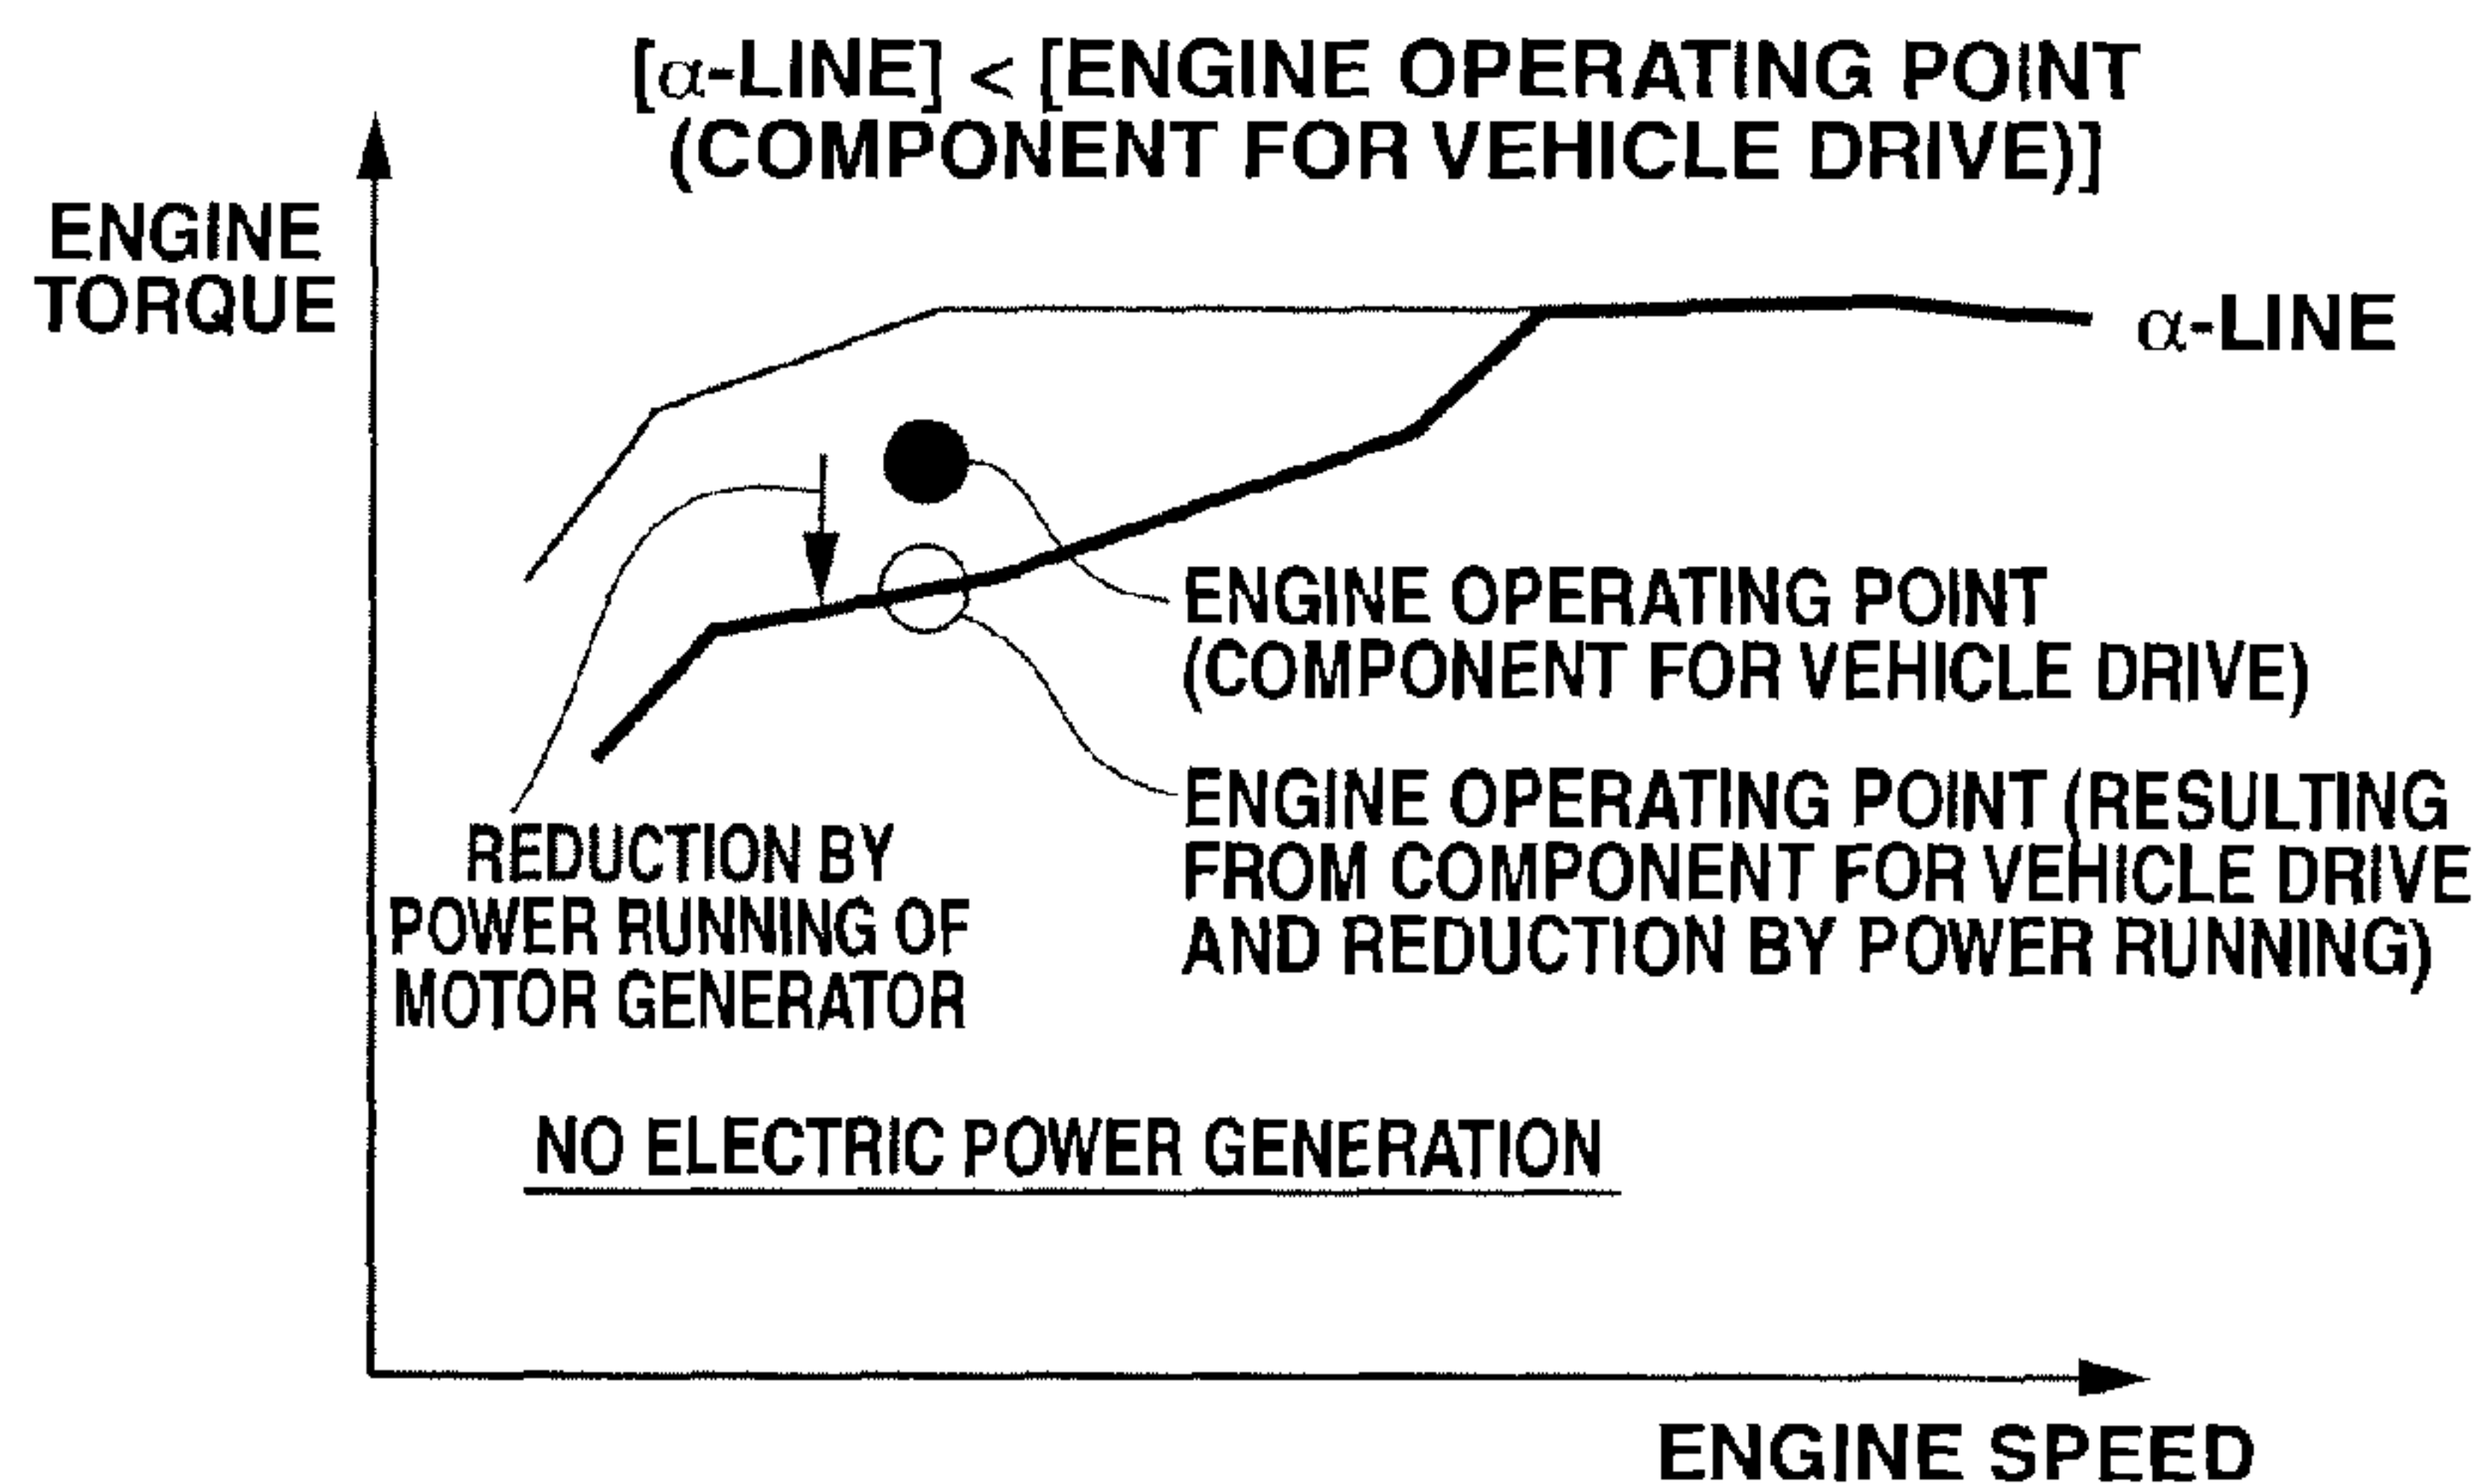 [α-LINE] < [ENGINE OPERATING POINT
(COMPONENT FOR VEHICLE DRIVE)]
ENGINE
TORQUE
α-LINE
ENGINE OPERATING POINT
(COMPONENT FOR VEHICLE DRIVE)
ENGINE OPERATING POINT (RESULTING
FROM COMPONENT FOR VEHICLE DRIVE
AND REDUCTION BY POWER RUNNING)
REDUCTION BY
POWER RUNNING OF
MOTOR GENERATOR
NO ELECTRIC POWER GENERATION
ENGINE SPEED